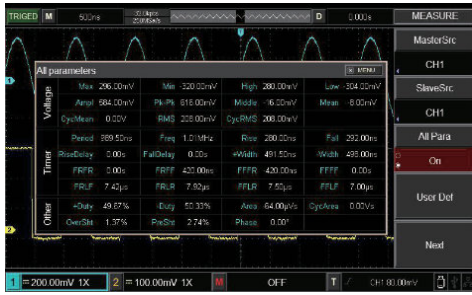 TRIGED M 500ns D 0.000s MEASURE
MasterSrc
CH1
SlaveSrc
CH1
All Para
On
User Def
Next
All parameters MENU
Voltage
Max 296.00mV Min -320.00mV High 280.00mV Low -304.00mV
Ampl 584.00mV Pk-Pk 616.00mV Middle -16.00mV Mean -8.00mV
CycMean 0.00V RMS 208.00mV CycRMS 208.00mV
Timer
Period 989.50ns Freq 1.01MHz Rise 280.00ns Fall 292.00ns
RiseDelay 0.00s FallDelay 0.00s +Width 491.50ns -Width 498.00ns
FRFR 0.00s FRFF 420.00ns FFFR 420.00ns FFFF 0.00s
FRLF 7.42µs FRLR 7.92µs FFLR 7.50µs FFLF 7.00µs
Other
+Duty 49.67% -Duty 50.33% Area -64.00pVs CycArea 0.00Vs
OverSht 1.37% PreSht 2.74% Phase 0.00°
1 200.00mV 1X 2 100.00mV 1X M OFF T CH1 80.00mV